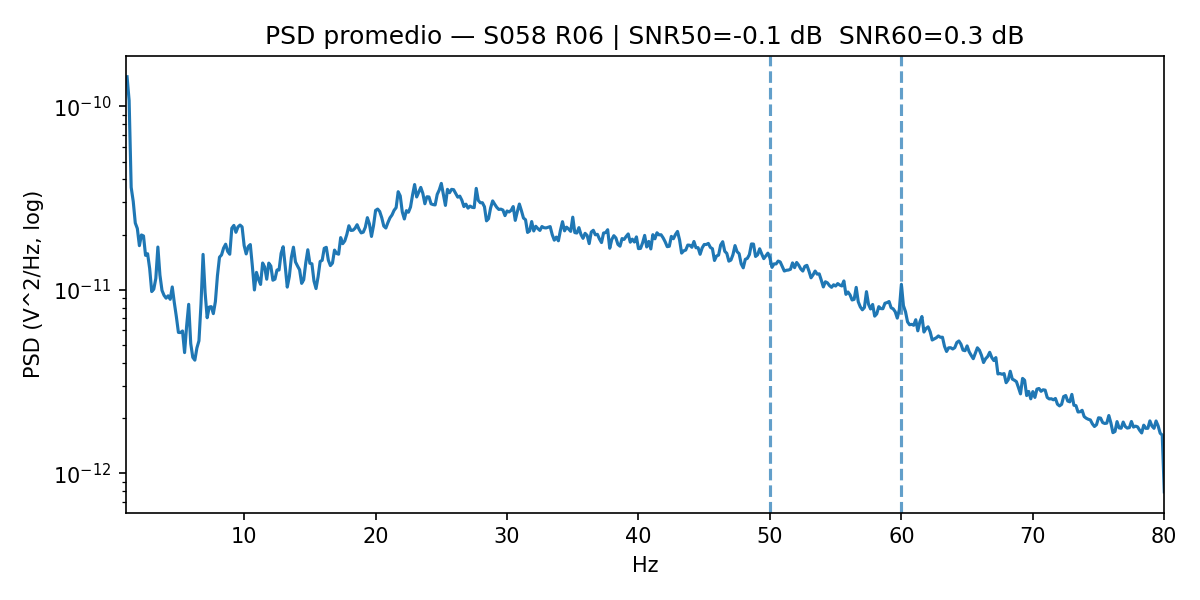 PSD promedio — S058 R06 | SNR50=-0.1 dB  SNR60=0.3 dB
PSD (V^2/Hz, log)
10⁻¹⁰
10⁻¹¹
10⁻¹²
10 20 30 40 50 60 70 80
Hz